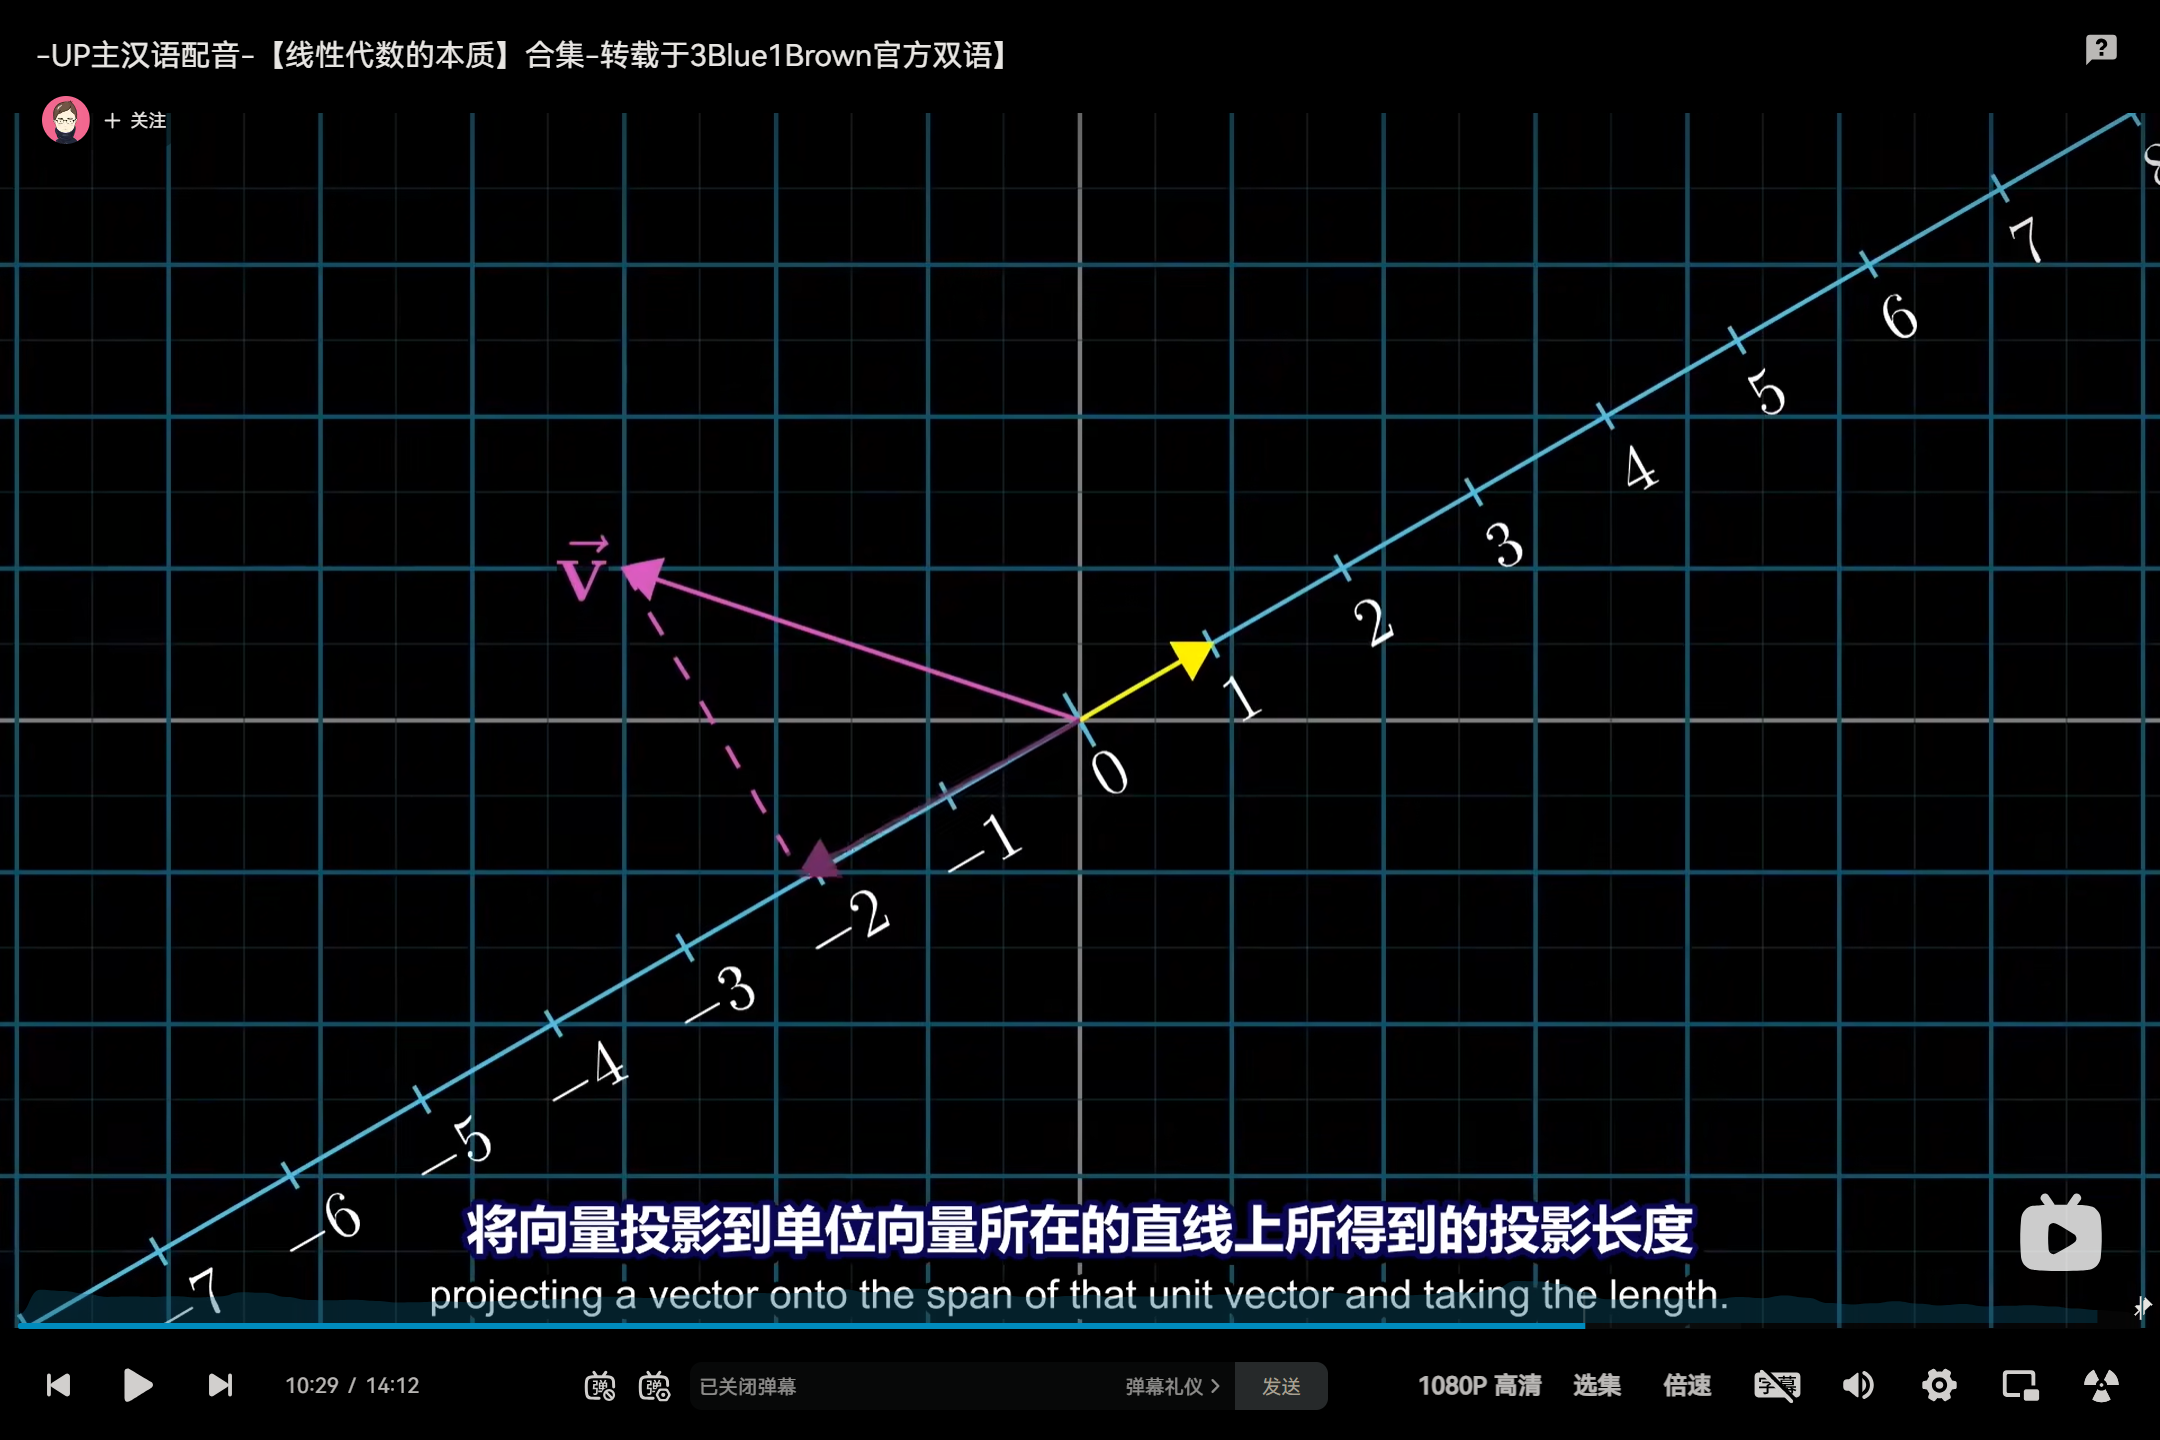 -UP主汉语配音-【线性代数的本质】合集-转载于3Blue1Brown官方双语】
+ 关注
8
7
6
5
4
3
2
1
0
v
−1
−2
−3
−4
−5
−6
−7
将向量投影到单位向量所在的直线上所得到的投影长度
projecting a vector onto the span of that unit vector and taking the length.
10:29 / 14:12 弹 弹 已关闭弹幕 弹幕礼仪 > 发送 1080P 高清 选集 倍速 字幕